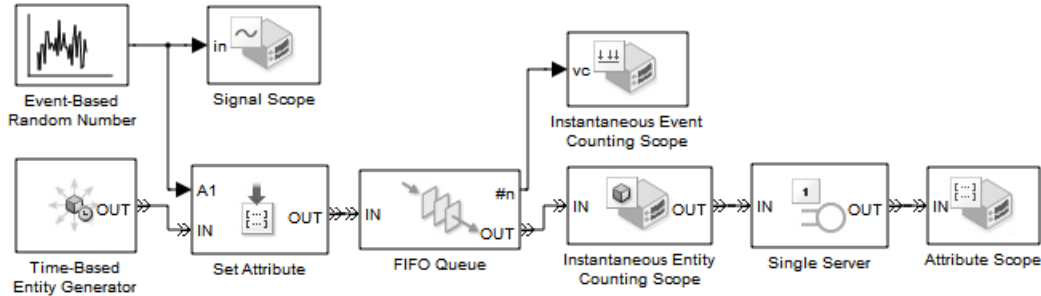 in
Signal Scope
Event-Based
Random Number
vc
Instantaneous Event
Counting Scope
OUT
Time-Based
Entity Generator
A1
IN
[...]
OUT
Set Attribute
IN
#n
OUT
FIFO Queue
IN
OUT
Instantaneous Entity
Counting Scope
IN
1
OUT
Single Server
IN
[...]
Attribute Scope